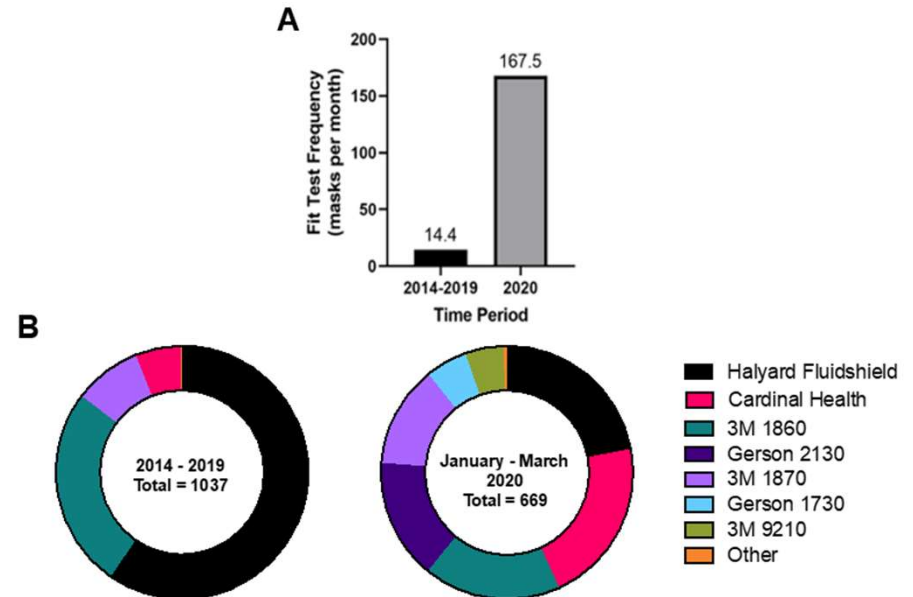 A
Fit Test Frequency
(masks per month)
200
150
100
50
0
167.5
14.4
2014-2019
2020
Time Period
B
2014 - 2019
Total = 1037
January - March
2020
Total = 669
Halyard Fluidshield
Cardinal Health
3M 1860
Gerson 2130
3M 1870
Gerson 1730
3M 9210
Other